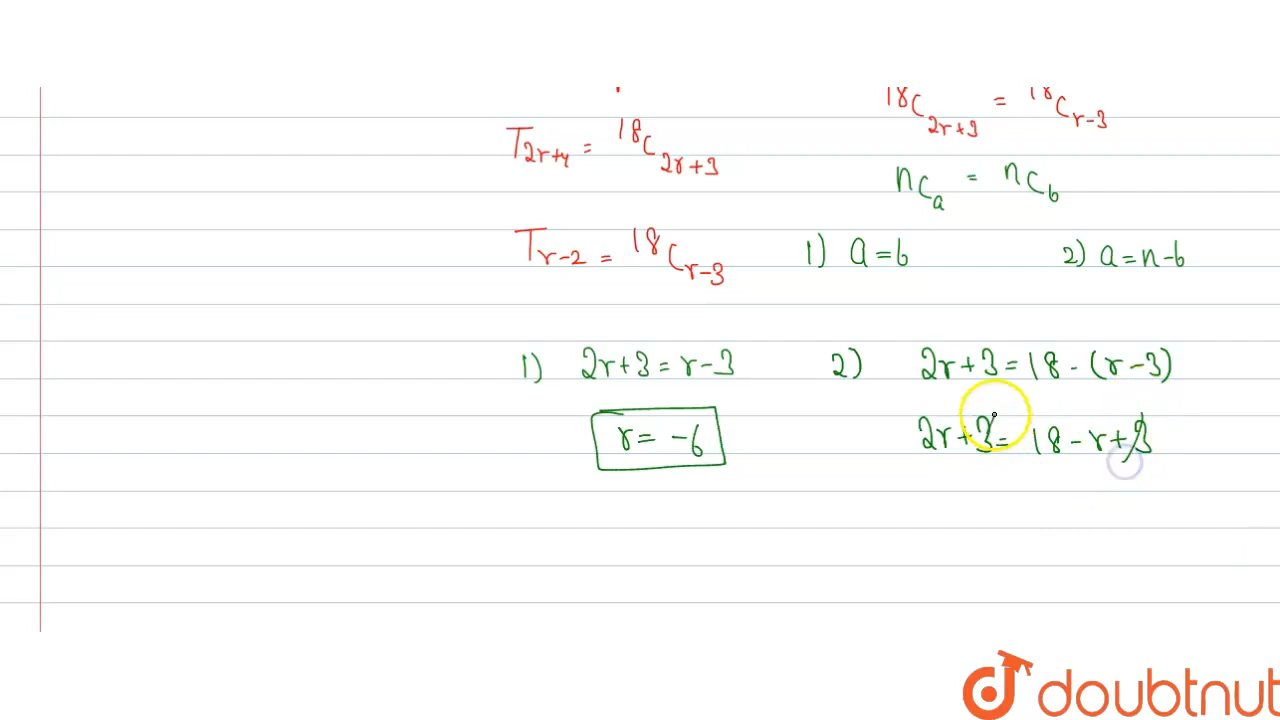 18C2r+3 = 18Cr-3
T2r+4 = 18C2r+3
nCa = nCb
Tr-2 = 18Cr-3
1) a=b
2) a=n-b
1) 2r+3=r-3
2) 2r+3=18-(r-3)
r= -6
2r+3= 18-r+3
doubtnut